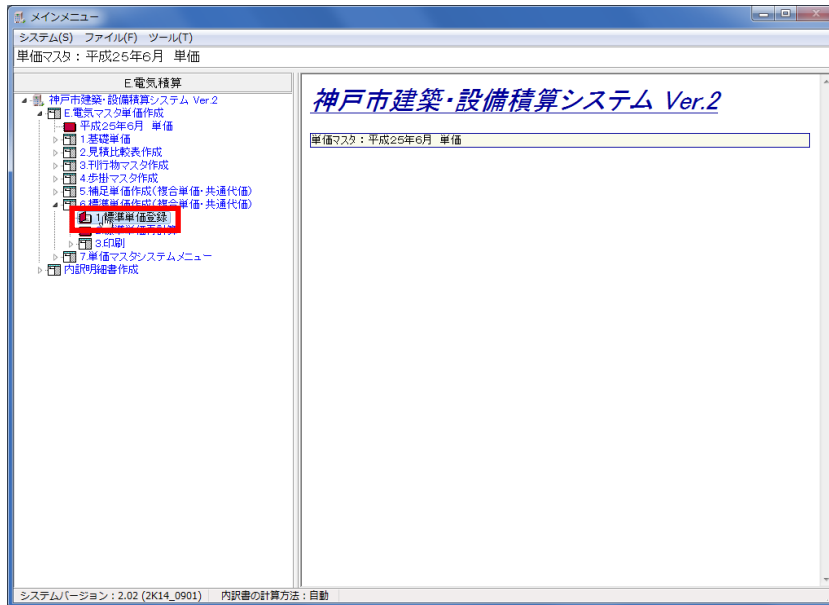 メインメニュー
システム(S) ファイル(F) ツール(T)
単価マスタ：平成25年6月 単価
E.電気積算
神戸市建築・設備積算システム Ver.2
E.電気マスタ単価作成
平成25年6月 単価
1.基礎単価
2.見積比較表作成
3.刊行物マスタ作成
4.歩掛マスタ作成
5.補足単価作成(複合単価・共通代価)
6.標準単価作成(複合単価・共通代価)
1.標準単価登録
2.標準単価再計算
3.印刷
7.単価マスタシステムメニュー
内訳明細書作成
神戸市建築・設備積算システム Ver.2
単価マスタ：平成25年6月 単価
システムバージョン：2.02 (2K14_0901) 内訳書の計算方法：自動